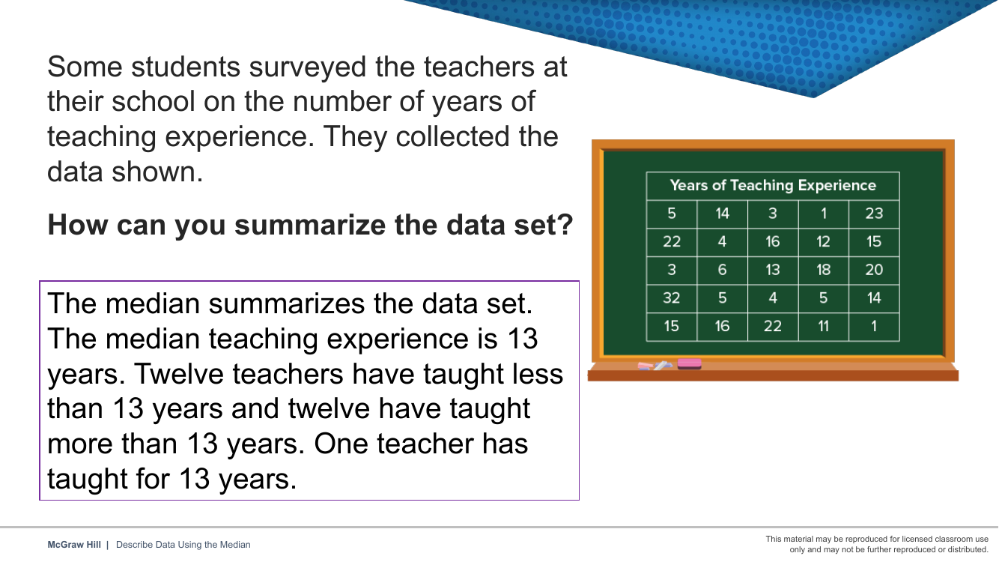 Some students surveyed the teachers at
their school on the number of years of
teaching experience. They collected the
data shown.
How can you summarize the data set?
The median summarizes the data set.
The median teaching experience is 13
years. Twelve teachers have taught less
than 13 years and twelve have taught
more than 13 years. One teacher has
taught for 13 years.
Years of Teaching Experience
5 14 3 1 23
22 4 16 12 15
3 6 13 18 20
32 5 4 5 14
15 16 22 11 1
McGraw Hill | Describe Data Using the Median
This material may be reproduced for licensed classroom use
only and may not be further reproduced or distributed.